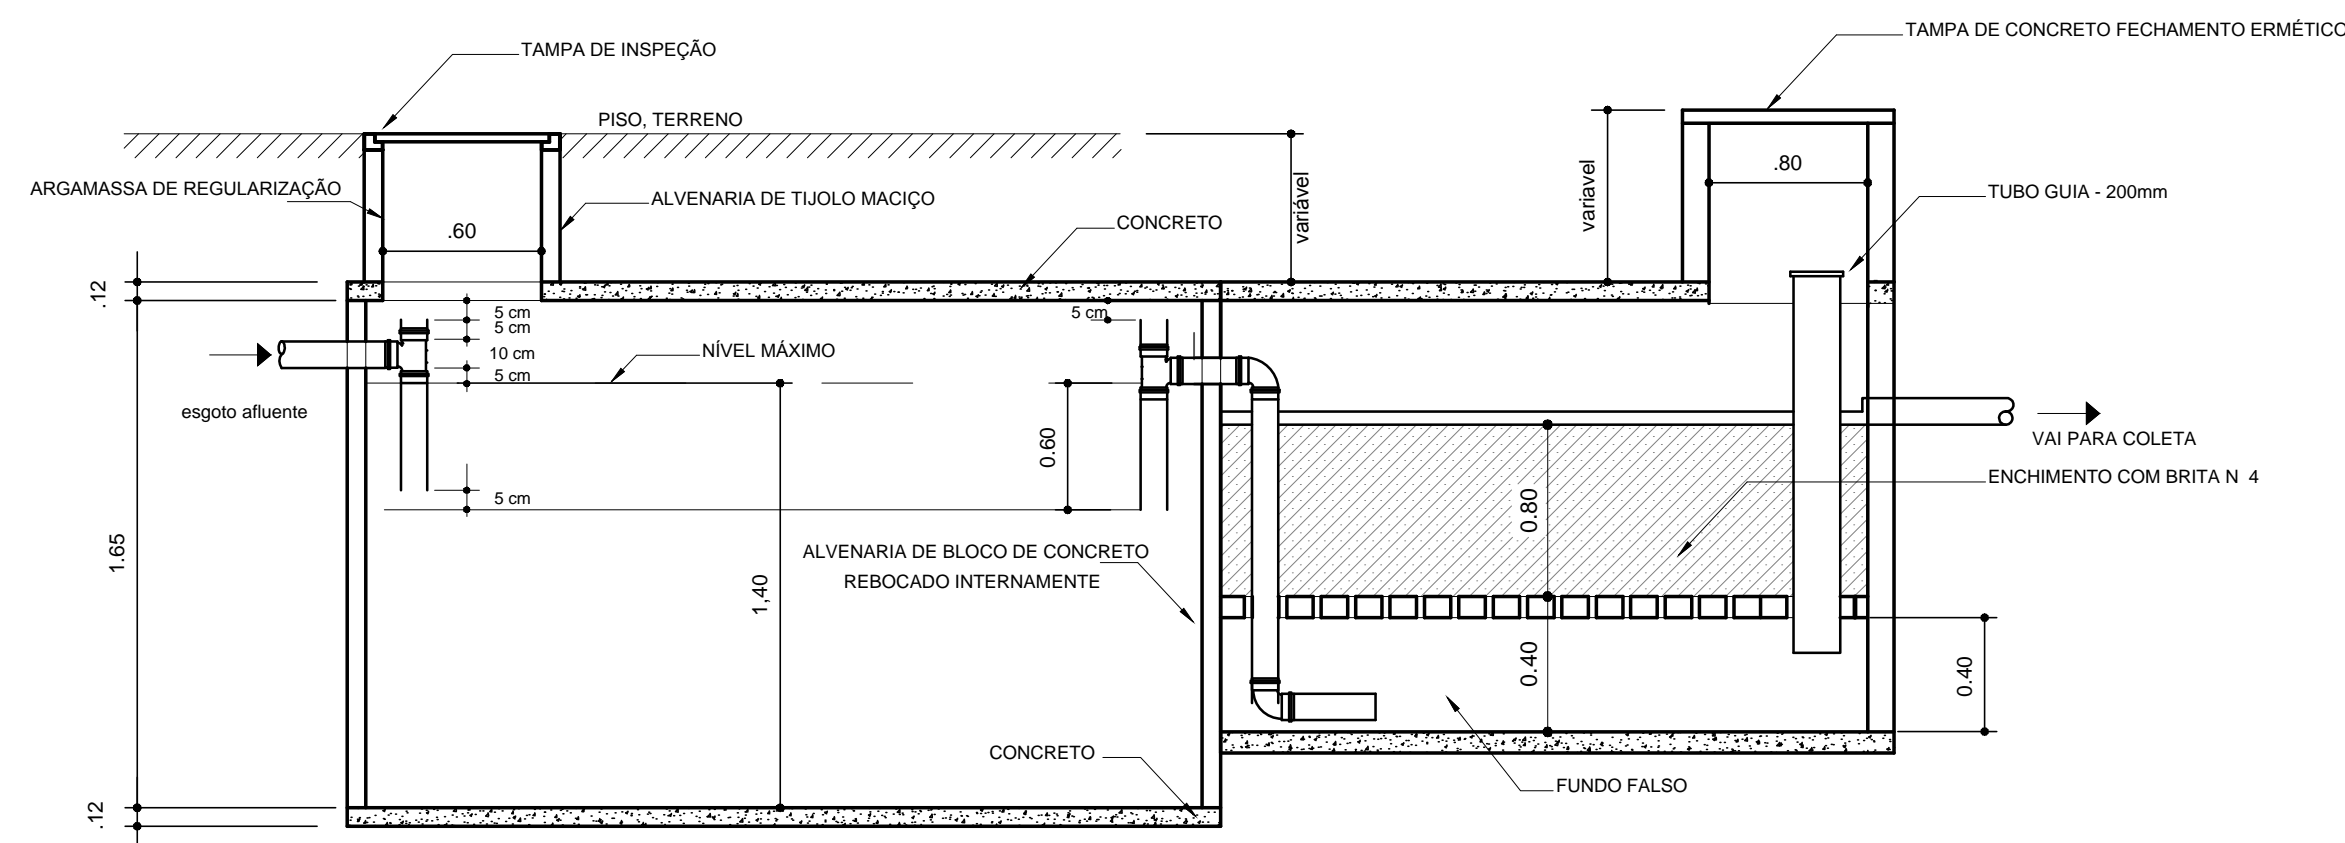 TAMPA DE CONCRETO FECHAMENTO ERMÉTICO
TAMPA DE INSPEÇÃO
PISO, TERRENO
.80
ARGAMASSA DE REGULARIZAÇÃO
ALVENARIA DE TIJOLO MACIÇO
variável
variavel
TUBO GUIA - 200mm
.60
CONCRETO
.12
5 cm
5 cm
5 cm
10 cm
NÍVEL MÁXIMO
5 cm
esgoto afluente
VAI PARA COLETA
0.60
ENCHIMENTO COM BRITA N 4
5 cm
0.80
1.65
ALVENARIA DE BLOCO DE CONCRETO
REBOCADO INTERNAMENTE
1,40
0.40
0.40
CONCRETO
FUNDO FALSO
.12